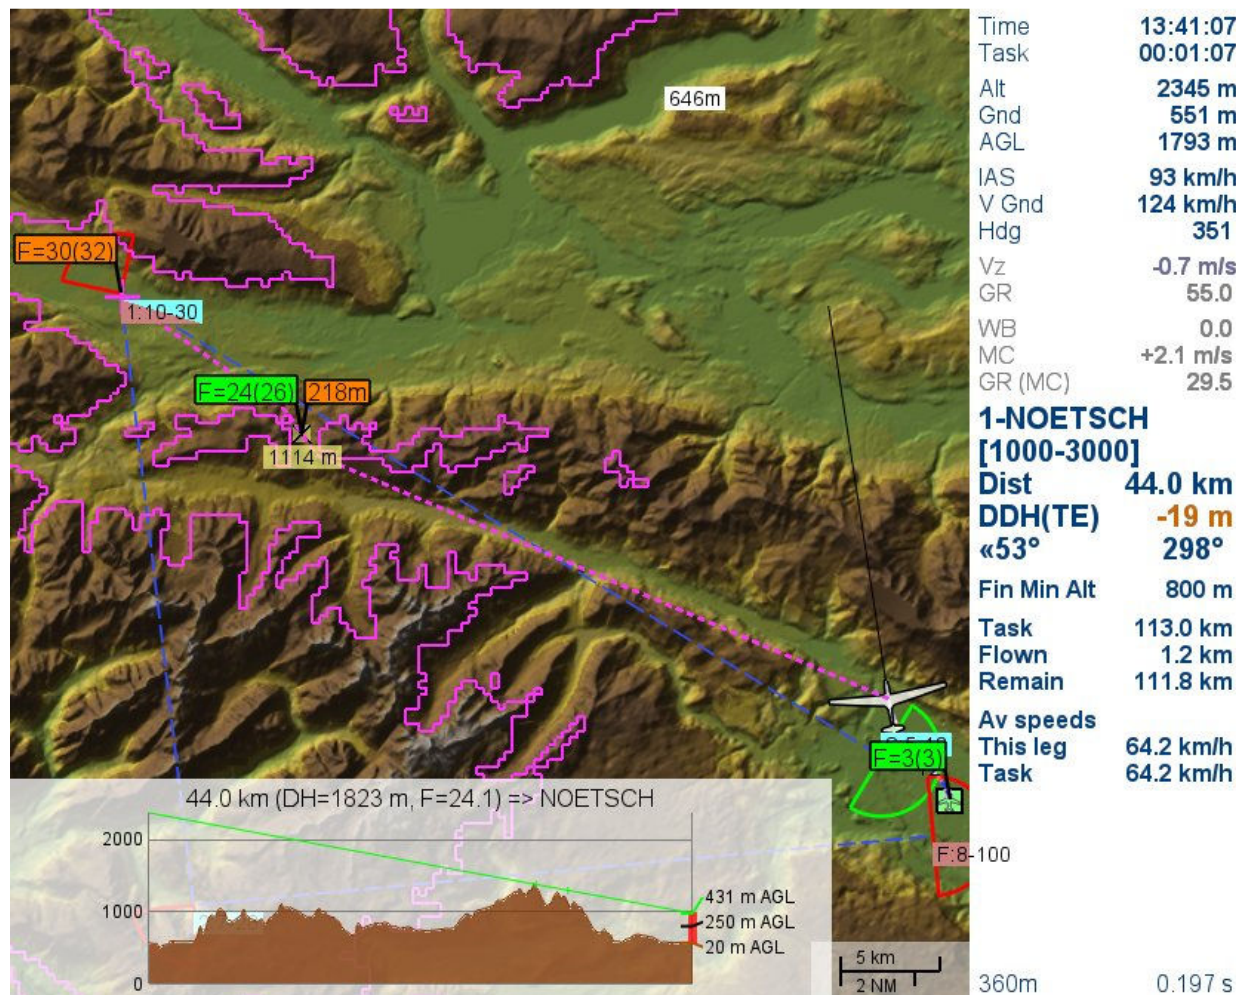 646m
F=30(32)
1:10-30
F=24(26) 218m
1114 m
F=3(3)
F:8-100
44.0 km (DH=1823 m, F=24.1) => NOETSCH
2000
1000
0
431 m AGL
250 m AGL
20 m AGL
5 km
2 NM
Time 13:41:07
Task 00:01:07
Alt 2345 m
Gnd 551 m
AGL 1793 m
IAS 93 km/h
V Gnd 124 km/h
Hdg 351
Vz -0.7 m/s
GR 55.0
WB 0.0
MC +2.1 m/s
GR (MC) 29.5
1-NOETSCH
[1000-3000]
Dist 44.0 km
DDH(TE) -19 m
«53° 298°
Fin Min Alt 800 m
Task 113.0 km
Flown 1.2 km
Remain 111.8 km
Av speeds
This leg 64.2 km/h
Task 64.2 km/h
360m 0.197 s